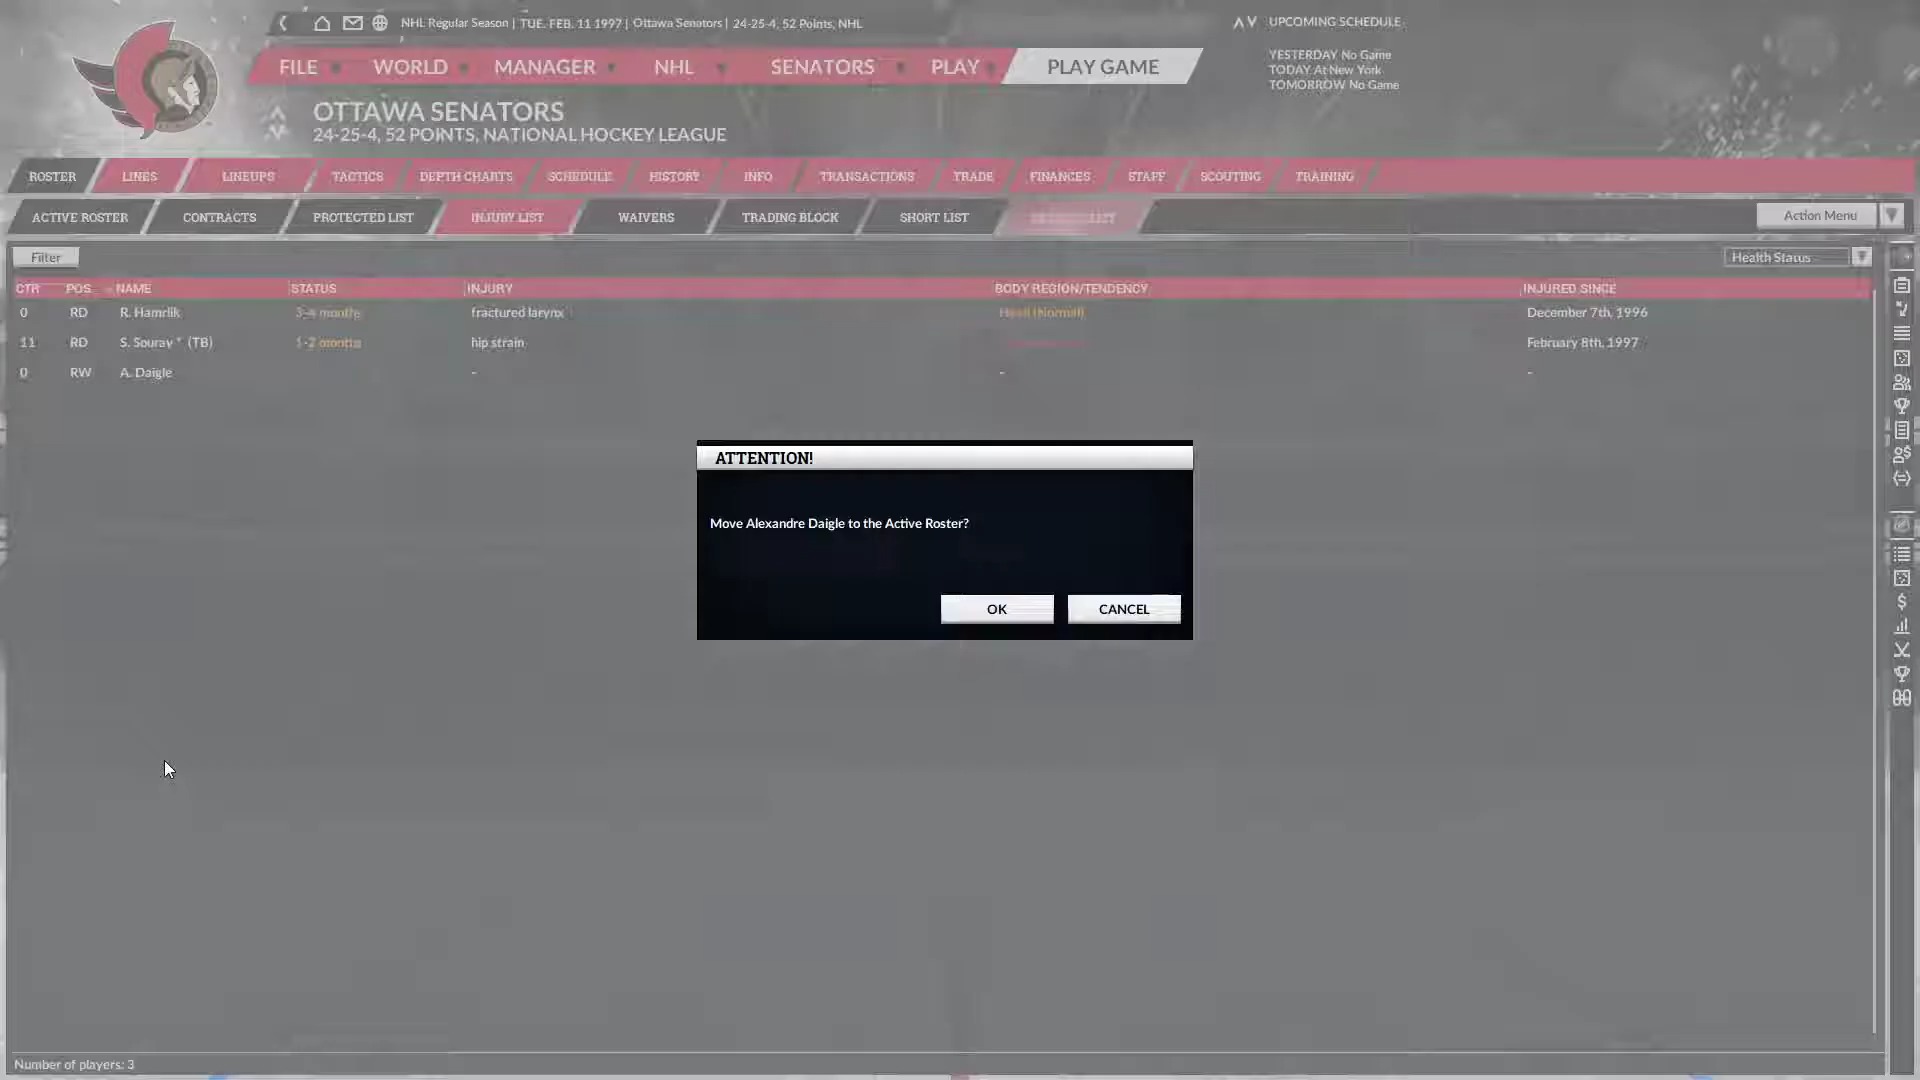 NHL Regular Season | TUE. FEB. 11 1997 | Ottawa Senators | 24-25-4, 52 Points, NHL
UPCOMING SCHEDULE
YESTERDAY No Game
TODAY At New York
TOMORROW No Game
FILE WORLD MANAGER NHL SENATORS PLAY PLAY GAME
OTTAWA SENATORS
24-25-4, 52 POINTS, NATIONAL HOCKEY LEAGUE
ROSTER LINES LINEUPS TACTICS DEPTH CHARTS SCHEDULE HISTORY INFO TRANSACTIONS TRADE FINANCES STAFF SCOUTING TRAINING
ACTIVE ROSTER CONTRACTS PROTECTED LIST INJURY LIST WAIVERS TRADING BLOCK SHORT LIST
Action Menu
Filter
Health Status
CTR POS NAME STATUS INJURY BODY REGION/TENDENCY INJURED SINCE
0 RD R. Hamrlik 3-4 months fractured larynx Head (Normal) December 7th, 1996
11 RD S. Souray * (TB) 1-2 months hip strain February 8th, 1997
0 RW A. Daigle - - -
ATTENTION!
Move Alexandre Daigle to the Active Roster?
OK CANCEL
Number of players: 3